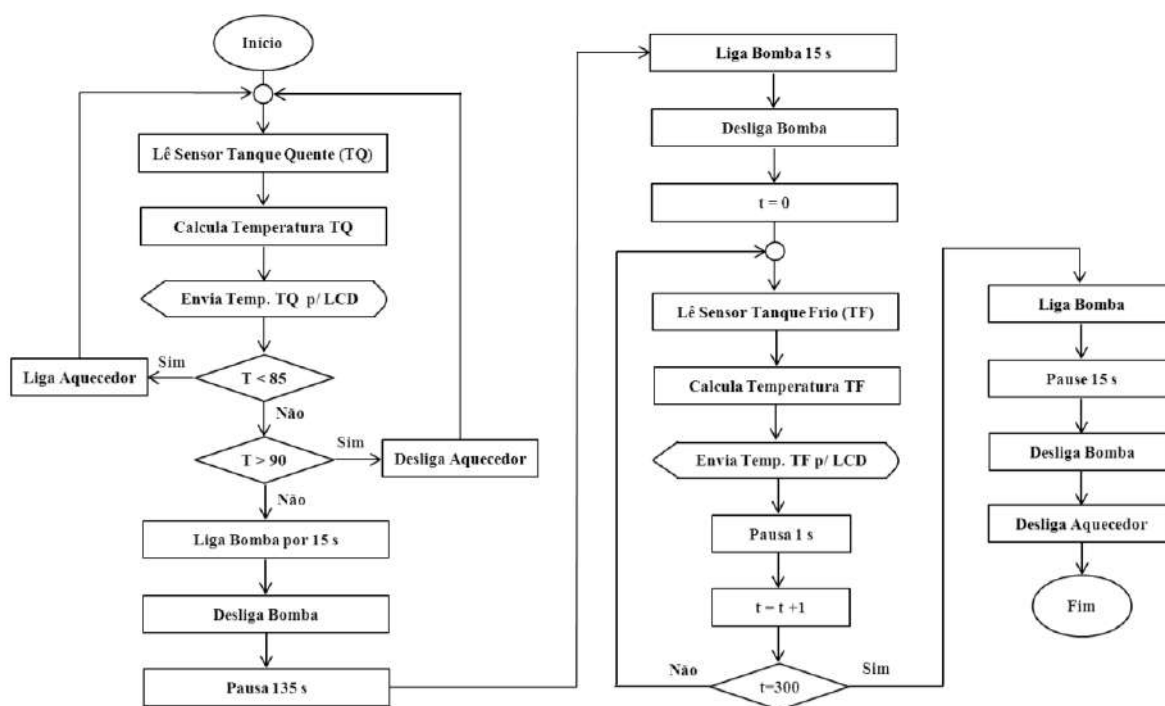 Início
Lê Sensor Tanque Quente (TQ)
Calcula Temperatura TQ
Envia Temp. TQ p/ LCD
T < 85
Sim
Liga Aquecedor
Não
T > 90
Sim
Desliga Aquecedor
Não
Liga Bomba por 15 s
Desliga Bomba
Pausa 135 s
Liga Bomba 15 s
Desliga Bomba
t = 0
Lê Sensor Tanque Frio (TF)
Calcula Temperatura TF
Envia Temp. TF p/ LCD
Pausa 1 s
t = t +1
t=300
Não
Sim
Liga Bomba
Pause 15 s
Desliga Bomba
Desliga Aquecedor
Fim